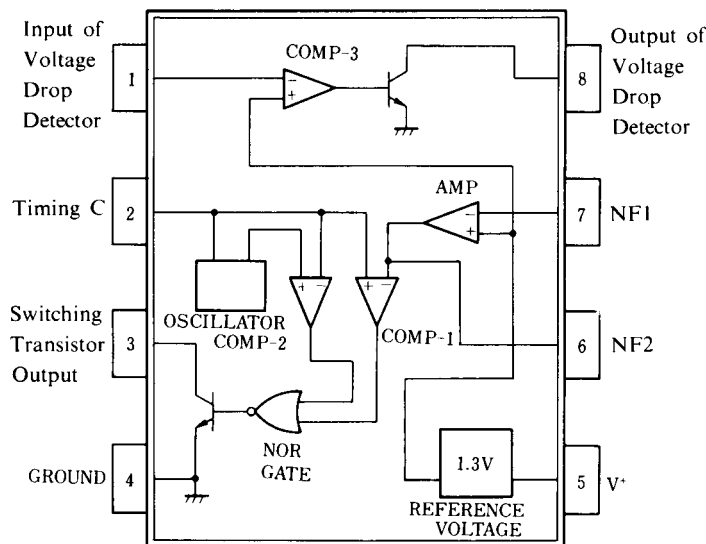 Input of
Voltage
Drop
Detector
1
COMP-3
−
+
8
Output of
Voltage
Drop
Detector
Timing C
2
AMP
−
+
7
NF1
OSCILLATOR
+ −
COMP-2
+ −
COMP-1
Switching
Transistor
Output
3
6
NF2
NOR
GATE
GROUND
4
1.3V
REFERENCE
VOLTAGE
5
V+